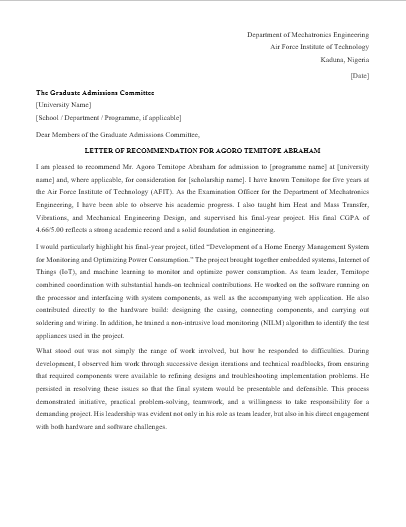 Department of Mechatronics Engineering
Air Force Institute of Technology
Kaduna, Nigeria
[Date]
The Graduate Admissions Committee
[University Name]
[School / Department / Programme, if applicable]
Dear Members of the Graduate Admissions Committee,
LETTER OF RECOMMENDATION FOR AGORO TEMITOPE ABRAHAM
I am pleased to recommend Mr. Agoro Temitope Abraham for admission to [programme name] at [university
name] and, where applicable, for consideration for [scholarship name]. I have known Temitope for five years at
the Air Force Institute of Technology (AFIT). As the Examination Officer for the Department of Mechatronics
Engineering, I have been able to observe his academic progress. I also taught him Heat and Mass Transfer,
Vibrations, and Mechanical Engineering Design, and supervised his final-year project. His final CGPA of
4.66/5.00 reflects a strong academic record and a solid foundation in engineering.
I would particularly highlight his final-year project, titled “Development of a Home Energy Management System
for Monitoring and Optimizing Power Consumption.” The project brought together embedded systems, Internet of
Things (IoT), and machine learning to monitor and optimize power consumption. As team leader, Temitope
combined coordination with substantial hands-on technical contributions. He worked on the software running on
the processor and interfacing with system components, as well as the accompanying web application. He also
contributed directly to the hardware build: designing the casing, connecting components, and carrying out
soldering and wiring. In addition, he trained a non-intrusive load monitoring (NILM) algorithm to identify the test
appliances used in the project.
What stood out was not simply the range of work involved, but how he responded to difficulties. During
development, I observed him work through successive design iterations and technical roadblocks, from ensuring
that required components were available to refining designs and troubleshooting implementation problems. He
persisted in resolving these issues so that the final system would be presentable and defensible. This process
demonstrated initiative, practical problem-solving, teamwork, and a willingness to take responsibility for a
demanding project. His leadership was evident not only in his role as team leader, but also in his direct engagement
with both hardware and software challenges.